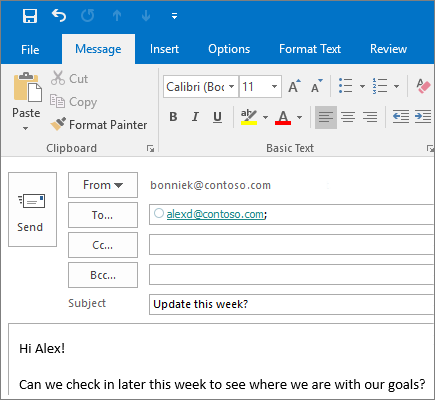 File Message Insert Options Format Text Review
Cut
Copy
Paste
Format Painter
Clipboard
Calibri (Boc 11
B I U ab A
Basic Text
From
bonniek@contoso.com
Send
To...
alexd@contoso.com;
Cc...
Bcc...
Subject
Update this week?
Hi Alex!
Can we check in later this week to see where we are with our goals?